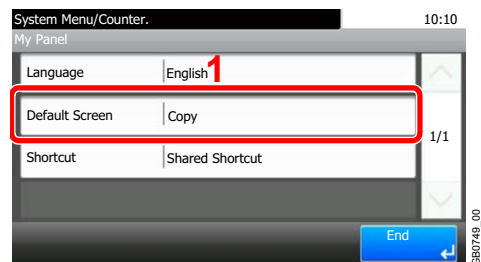 System Menu/Counter. 10:10
My Panel
Language English 1
Default Screen Copy
1/1
Shortcut Shared Shortcut
End
GB0749_00